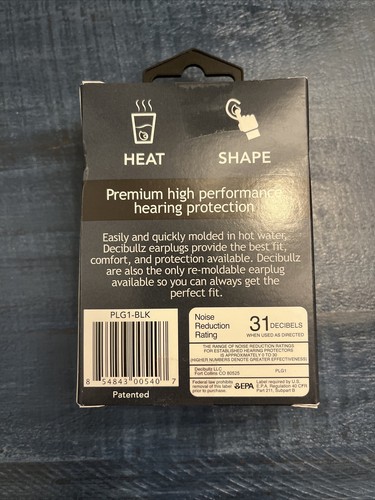 HEAT
SHAPE
Premium high performance
hearing protection
Easily and quickly molded in hot water,
Decibullz earplugs provide the best fit,
comfort, and protection available. Decibullz
are also the only re-moldable earplug
available so you can always get the
perfect fit.
PLG1-BLK
8 54843 00540 7
Patented
Noise
Reduction
Rating
31 DECIBELS
WHEN USED AS DIRECTED
THE RANGE OF NOISE REDUCTION RATINGS
FOR ESTABLISHED HEARING PROTECTORS
IS APPROXIMATELY 0 TO 30
(HIGHER NUMBERS DENOTE GREATER EFFECTIVENESS)
Decibullz LLC
Fort Collins CO 80525
PLG1
Federal law prohibits
removal of this label
prior to purchase.
EPA
Label required by U.S.
E.P.A. Regulation 40 CFR
Part 211, Subpart B